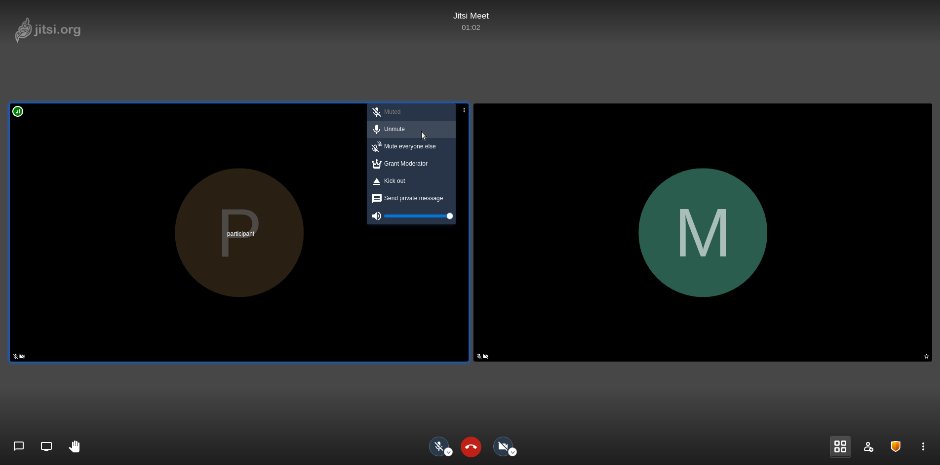 jitsi.org
Jitsi Meet
01:02
Muted
Unmute
Mute everyone else
Grant Moderator
Kick out
Send private message
P
participant
M